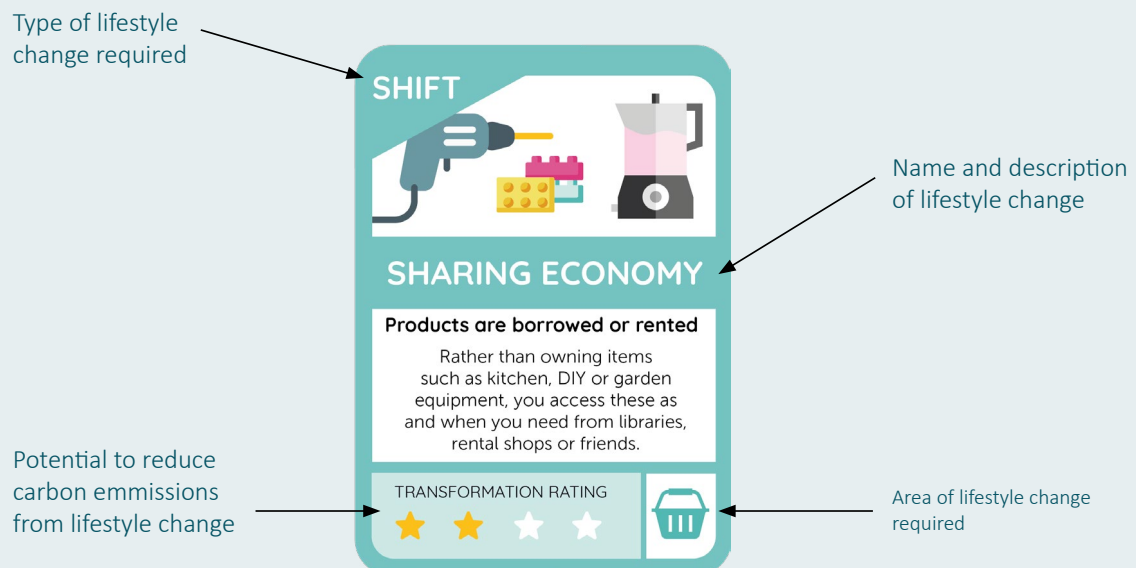 Type of lifestyle
change required
SHIFT
Name and description
of lifestyle change
SHARING ECONOMY
Products are borrowed or rented
Rather than owning items
such as kitchen, DIY or garden
equipment, you access these as
and when you need from libraries,
rental shops or friends.
Potential to reduce
carbon emmissions
from lifestyle change
TRANSFORMATION RATING
Area of lifestyle change
required